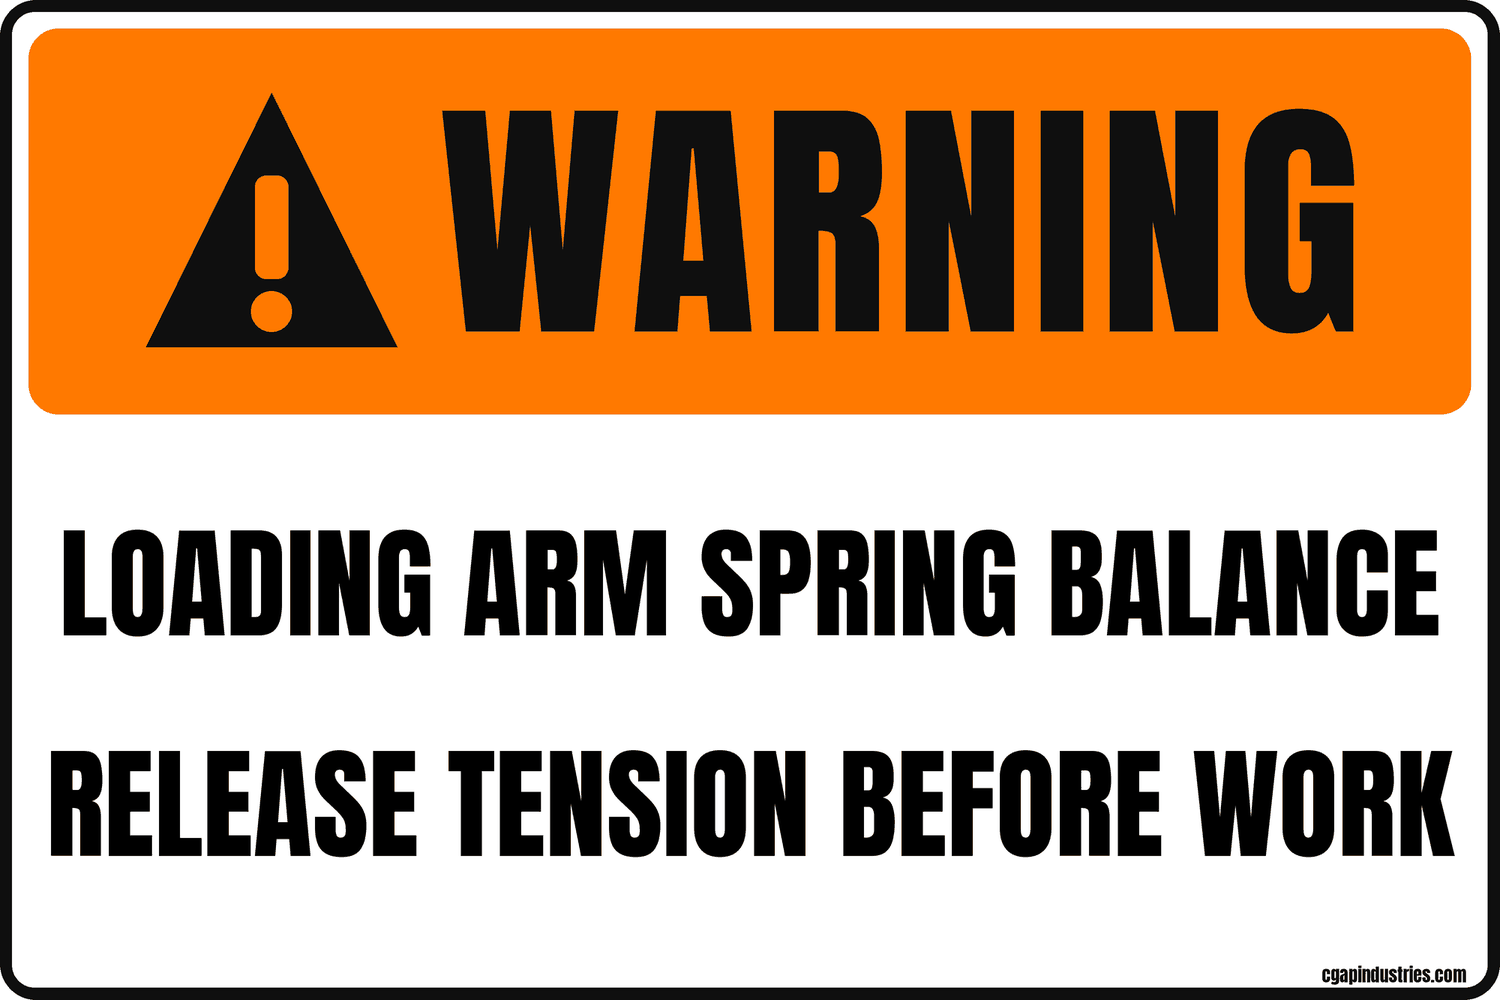 WARNING
LOADING ARM SPRING BALANCE
RELEASE TENSION BEFORE WORK
cgapindustries.com